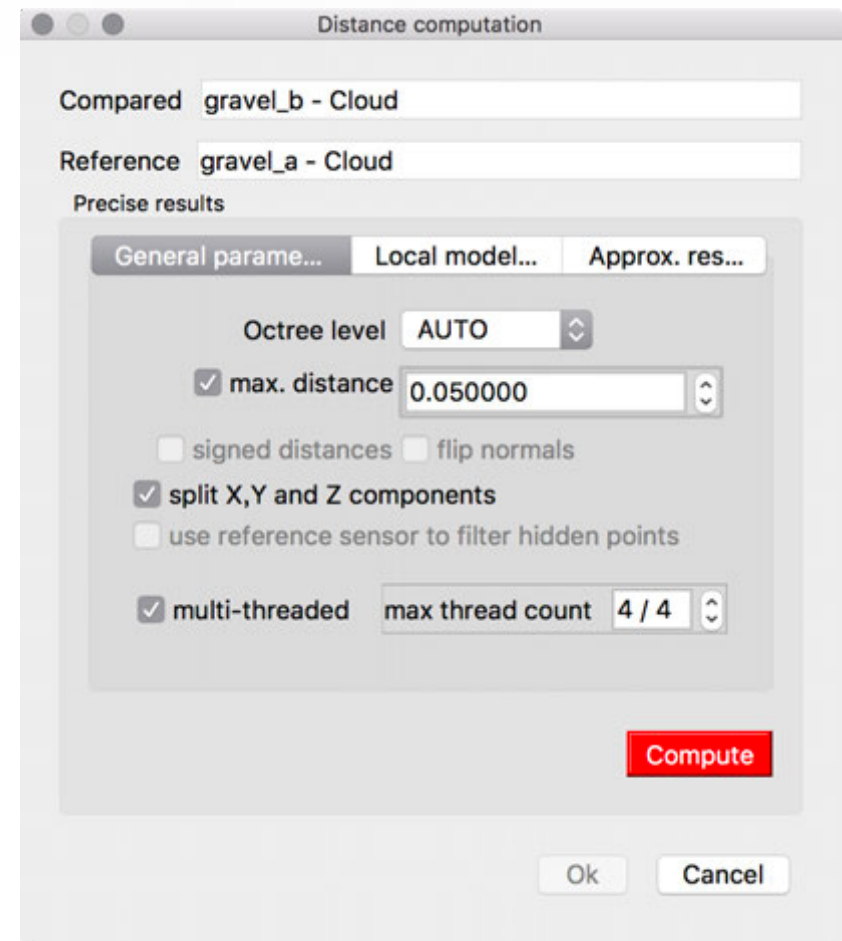 Distance computation
Compared gravel_b - Cloud
Reference gravel_a - Cloud
Precise results
General parame... Local model... Approx. res...
Octree level AUTO
max. distance 0.050000
signed distances flip normals
split X,Y and Z components
use reference sensor to filter hidden points
multi-threaded max thread count 4 / 4
Compute
Ok Cancel